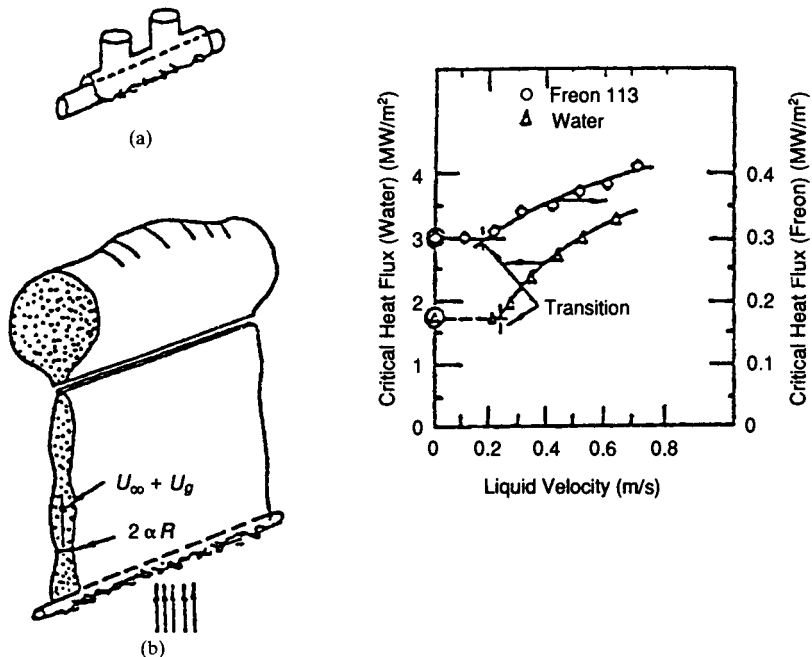 (a)
U∞ + Ug
2 αR
(b)
Freon 113
Water
Critical Heat Flux (Water) (MW/m²)
4
3
2
1
0
Transition
0.4
0.3
0.2
0.1
0
Critical Heat Flux (Freon) (MW/m²)
0 0.2 0.4 0.6 0.8
Liquid Velocity (m/s)